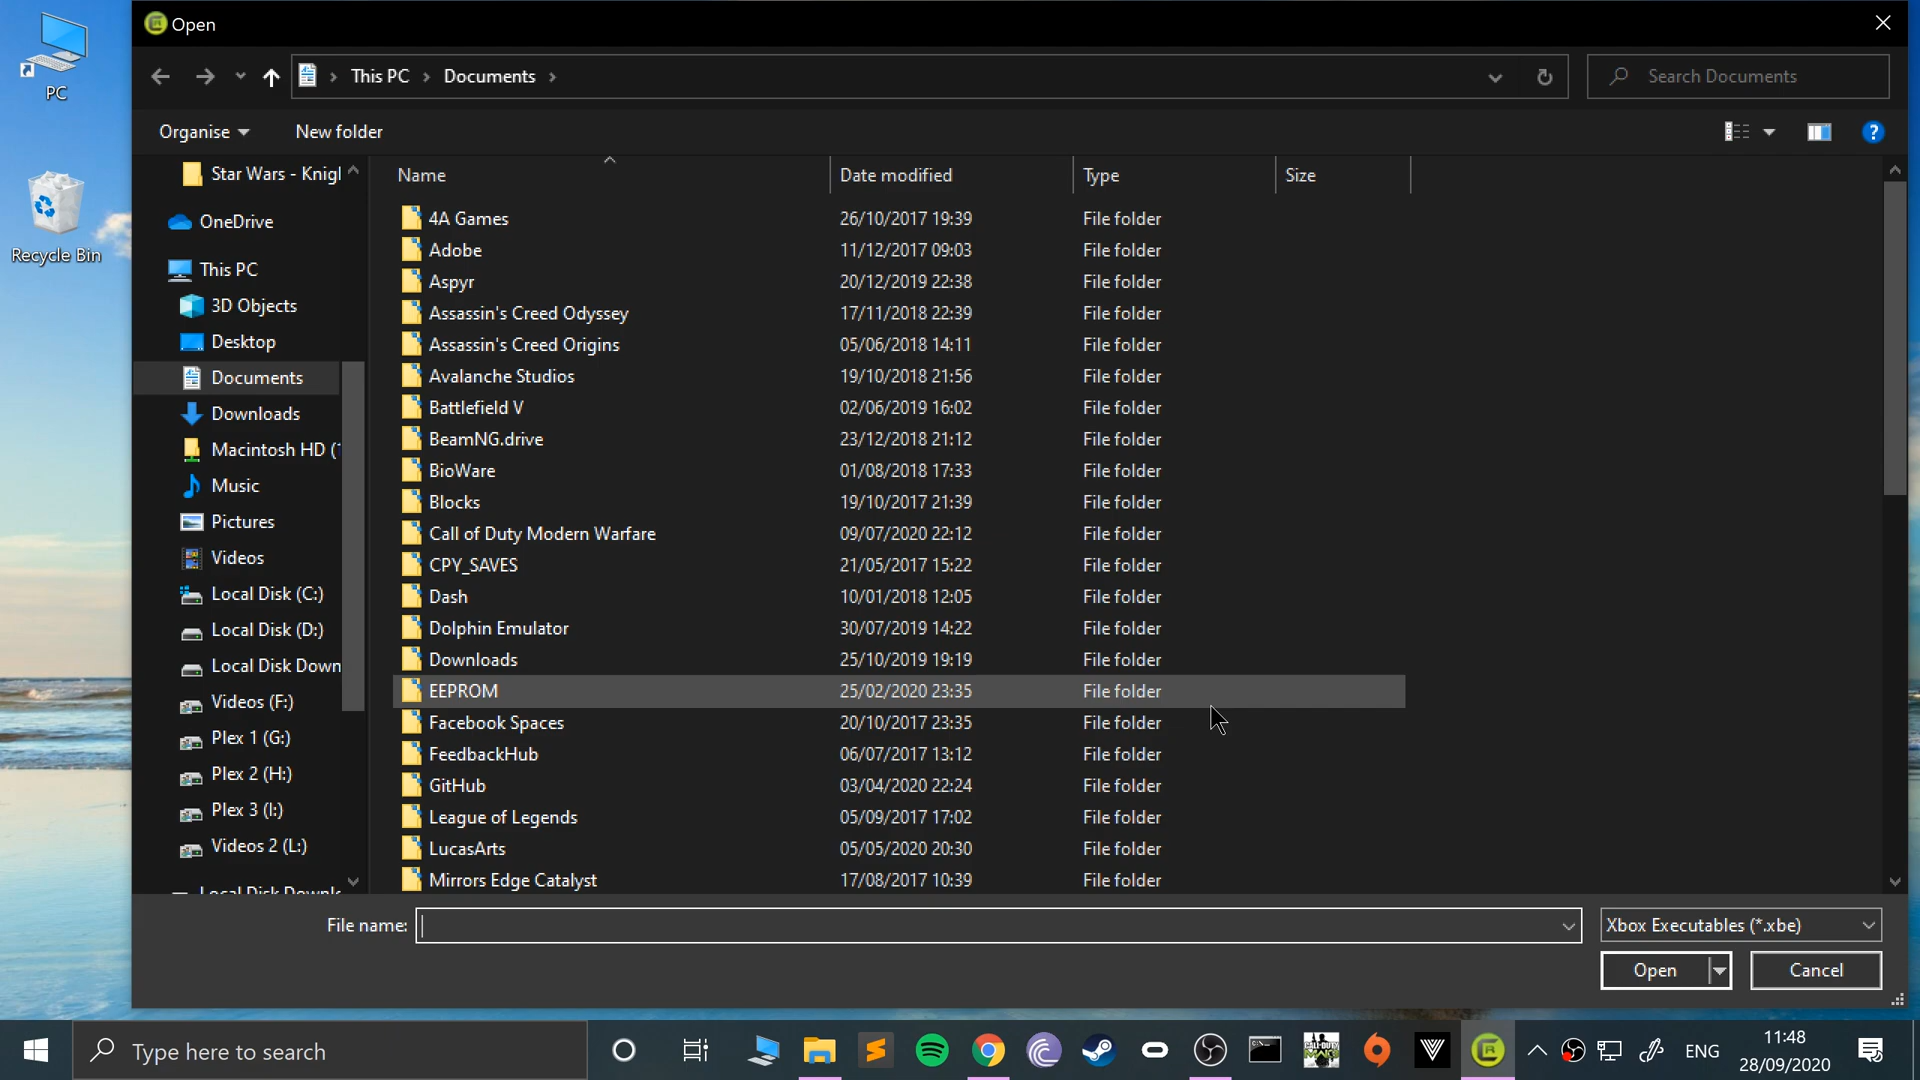 PC
Recycle Bin
Open
This PC
Documents
Search Documents
Organise
New folder
Name
Date modified
Type
Size
Star Wars - Knigh
OneDrive
This PC
3D Objects
Desktop
Documents
Downloads
Macintosh HD (
Music
Pictures
Videos
Local Disk (C:)
Local Disk (D:)
Local Disk Down
Videos (F:)
Plex 1 (G:)
Plex 2 (H:)
Plex 3 (I:)
Videos 2 (L:)
Local Disk Downl
4A Games 26/10/2017 19:39 File folder
Adobe 11/12/2017 09:03 File folder
Aspyr 20/12/2019 22:38 File folder
Assassin's Creed Odyssey 17/11/2018 22:39 File folder
Assassin's Creed Origins 05/06/2018 14:11 File folder
Avalanche Studios 19/10/2018 21:56 File folder
Battlefield V 02/06/2019 16:02 File folder
BeamNG.drive 23/12/2018 21:12 File folder
BioWare 01/08/2018 17:33 File folder
Blocks 19/10/2017 21:39 File folder
Call of Duty Modern Warfare 09/07/2020 22:12 File folder
CPY_SAVES 21/05/2017 15:22 File folder
Dash 10/01/2018 12:05 File folder
Dolphin Emulator 30/07/2019 14:22 File folder
Downloads 25/10/2019 19:19 File folder
EEPROM 25/02/2020 23:35 File folder
Facebook Spaces 20/10/2017 23:35 File folder
FeedbackHub 06/07/2017 13:12 File folder
GitHub 03/04/2020 22:24 File folder
League of Legends 05/09/2017 17:02 File folder
LucasArts 05/05/2020 20:30 File folder
Mirrors Edge Catalyst 17/08/2017 10:39 File folder
File name:
Xbox Executables (*.xbe)
Open
Cancel
Type here to search
ENG
11:48
28/09/2020